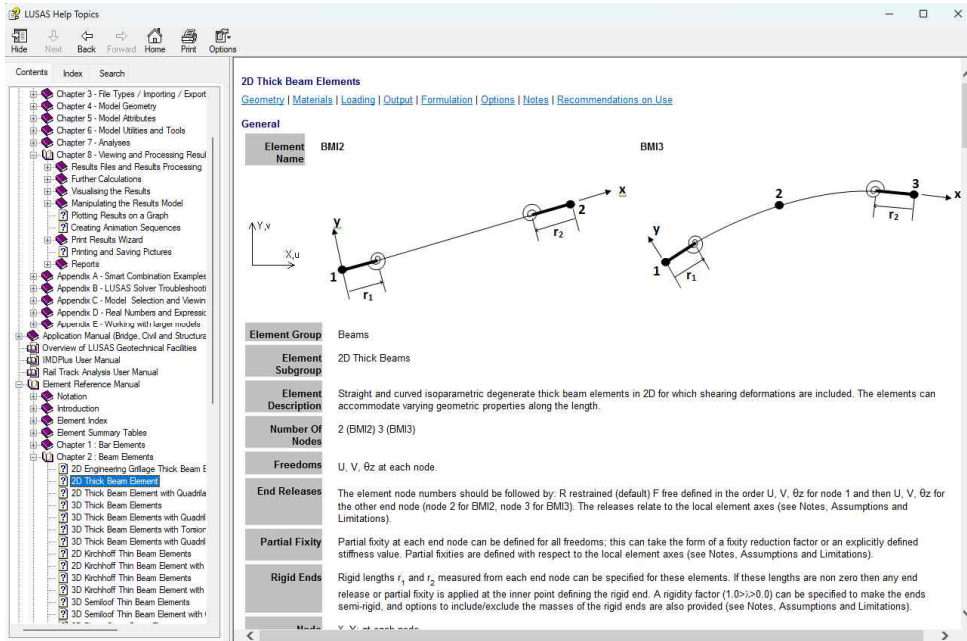 LUSAS Help Topics
Hide Next Back Forward Home Print Options
Contents Index Search
Chapter 3 - File Types / Importing / Export
Chapter 4 - Model Geometry
Chapter 5 - Model Attributes
Chapter 6 - Model Utilities and Tools
Chapter 7 - Analyses
Chapter 8 - Viewing and Processing Resul
Results Files and Results Processing
Further Calculations
Visualising the Results
Manipulating the Results Model
Plotting Results on a Graph
Creating Animation Sequences
Print Results Wizard
Printing and Saving Pictures
Reports
Appendix A - Smart Combination Examples
Appendix B - LUSAS Solver Troubleshooti
Appendix C - Model Selection and Viewin
Appendix D - Real Numbers and Expressic
Appendix E - Working with larger models
Application Manual (Bridge, Civil and Structura
Overview of LUSAS Geotechnical Facilities
IMDPlus User Manual
Rail Track Analysis User Manual
Element Reference Manual
Notation
Introduction
Element Index
Element Summary Tables
Chapter 1 : Bar Elements
Chapter 2 : Beam Elements
2D Engineering Grillage Thick Beam E
2D Thick Beam Element
2D Thick Beam Element with Quadrila
3D Thick Beam Elements
3D Thick Beam Elements with Quadril
3D Thick Beam Elements with Torsion
3D Thick Beam Elements with Quadril
2D Kirchhoff Thin Beam Elements
2D Kirchhoff Thin Beam Element with
3D Kirchhoff Thin Beam Elements
3D Kirchhoff Thin Beam Element with
3D Semiloof Thin Beam Elements
3D Semiloof Thin Beam Element with
2D Thick Beam Elements
Geometry | Materials | Loading | Output | Formulation | Options | Notes | Recommendations on Use
General
Element Name BMI2 BMI3
Y,v
X,u
y
1
r1
r2
2
x
y
1
r1
2
r2
3
x
Element Group Beams
Element Subgroup 2D Thick Beams
Element Description Straight and curved isoparametric degenerate thick beam elements in 2D for which shearing deformations are included. The elements can
accommodate varying geometric properties along the length.
Number Of Nodes 2 (BMI2) 3 (BMI3)
Freedoms U, V, θz at each node.
End Releases The element node numbers should be followed by: R restrained (default) F free defined in the order U, V, θz for node 1 and then U, V, θz for
the other end node (node 2 for BMI2, node 3 for BMI3). The releases relate to the local element axes (see Notes, Assumptions and
Limitations).
Partial Fixity Partial fixity at each end node can be defined for all freedoms; this can take the form of a fixity reduction factor or an explicitly defined
stiffness value. Partial fixities are defined with respect to the local element axes (see Notes, Assumptions and Limitations).
Rigid Ends Rigid lengths r1 and r2 measured from each end node can be specified for these elements. If these lengths are non zero then any end
release or partial fixity is applied at the inner point defining the rigid end. A rigidity factor (1.0>λ>0.0) can be specified to make the ends
semi-rigid, and options to include/exclude the masses of the rigid ends are also provided (see Notes, Assumptions and Limitations).
Node X, Y: at each node